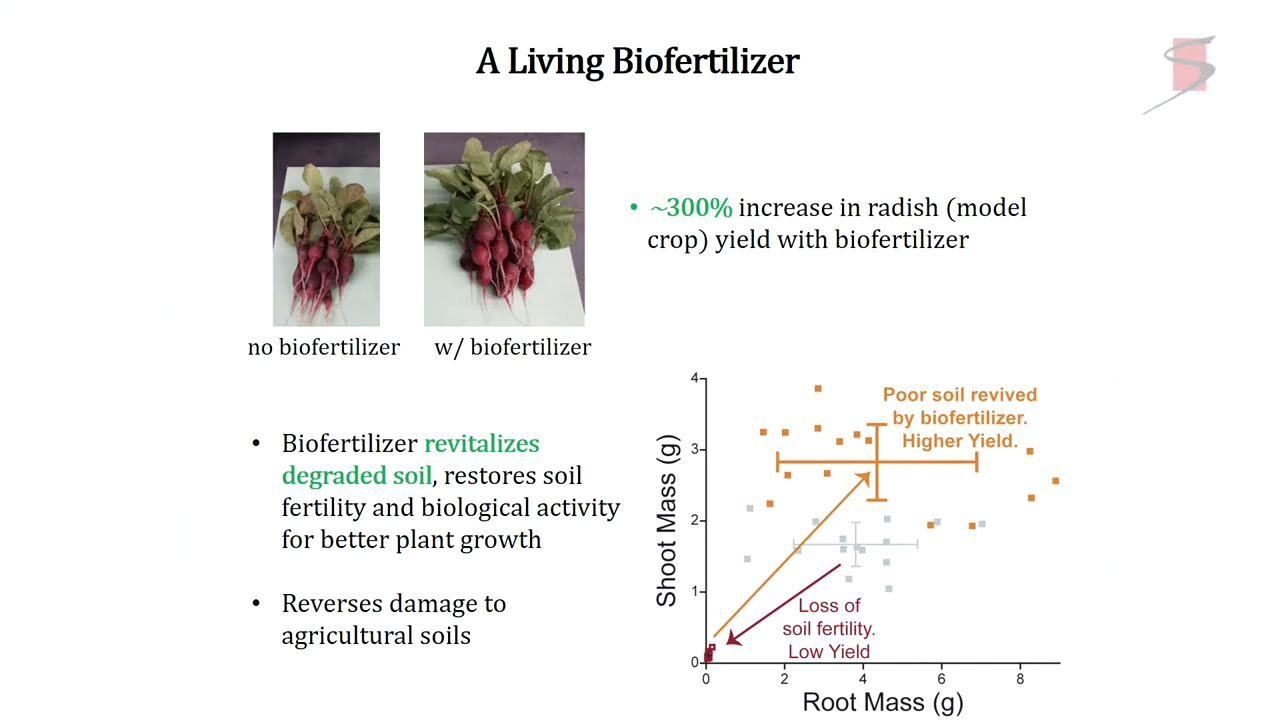 A Living Biofertilizer
no biofertilizer
w/ biofertilizer
• ~300% increase in radish (model
crop) yield with biofertilizer
• Biofertilizer revitalizes
degraded soil, restores soil
fertility and biological activity
for better plant growth
• Reverses damage to
agricultural soils
Poor soil revived
by biofertilizer.
Higher Yield.
Loss of
soil fertility.
Low Yield
Shoot Mass (g)
4
3
2
1
0
0 2 4 6 8
Root Mass (g)